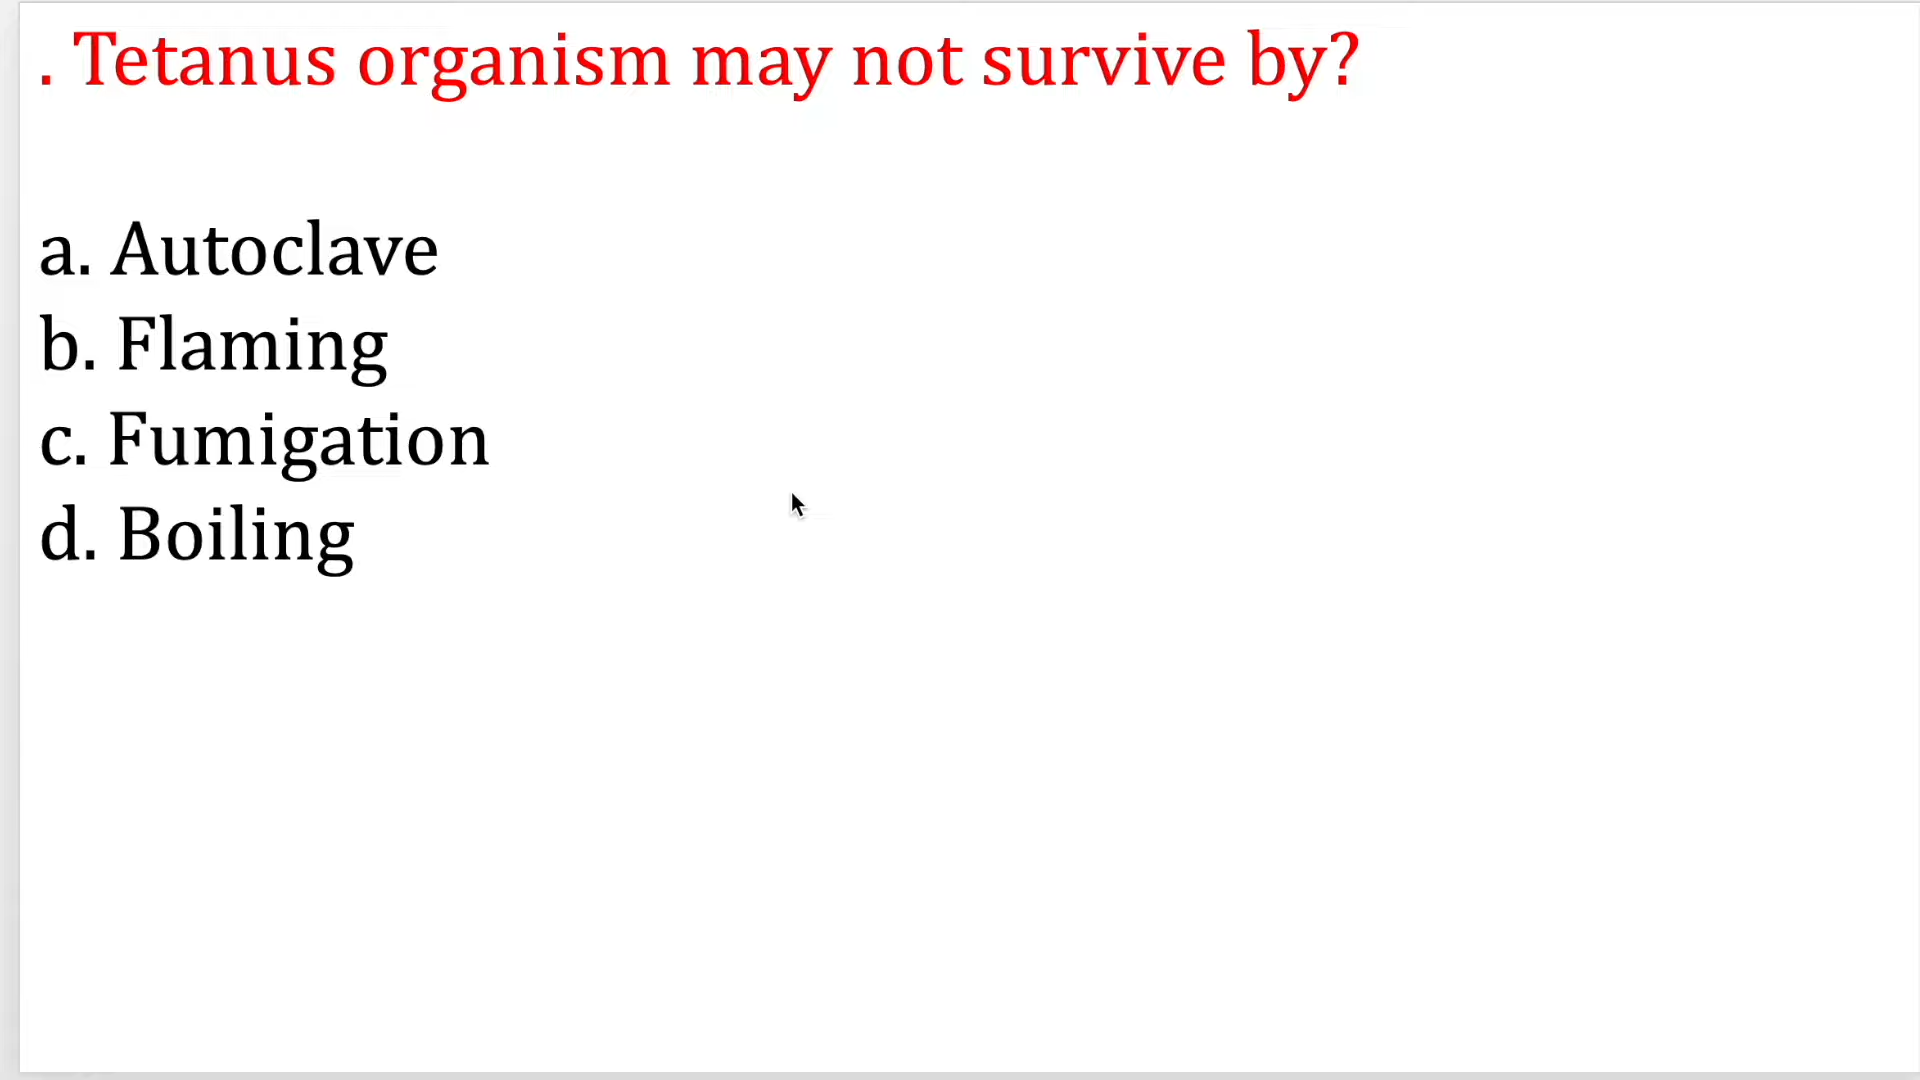 . Tetanus organism may not survive by?
a. Autoclave
b. Flaming
c. Fumigation
d. Boiling